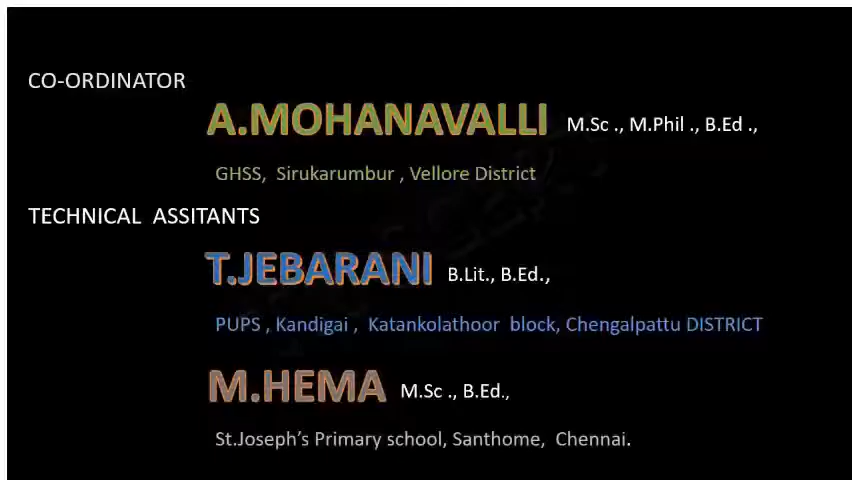 CO-ORDINATOR
A.MOHANAVALLI M.Sc ., M.Phil ., B.Ed .,
GHSS, Sirukarumbur , Vellore District
TECHNICAL ASSITANTS
T.JEBARANI B.Lit., B.Ed.,
PUPS , Kandigai , Katankolathoor block, Chengalpattu DISTRICT
M.HEMA M.Sc ., B.Ed.,
St.Joseph's Primary school, Santhome, Chennai.